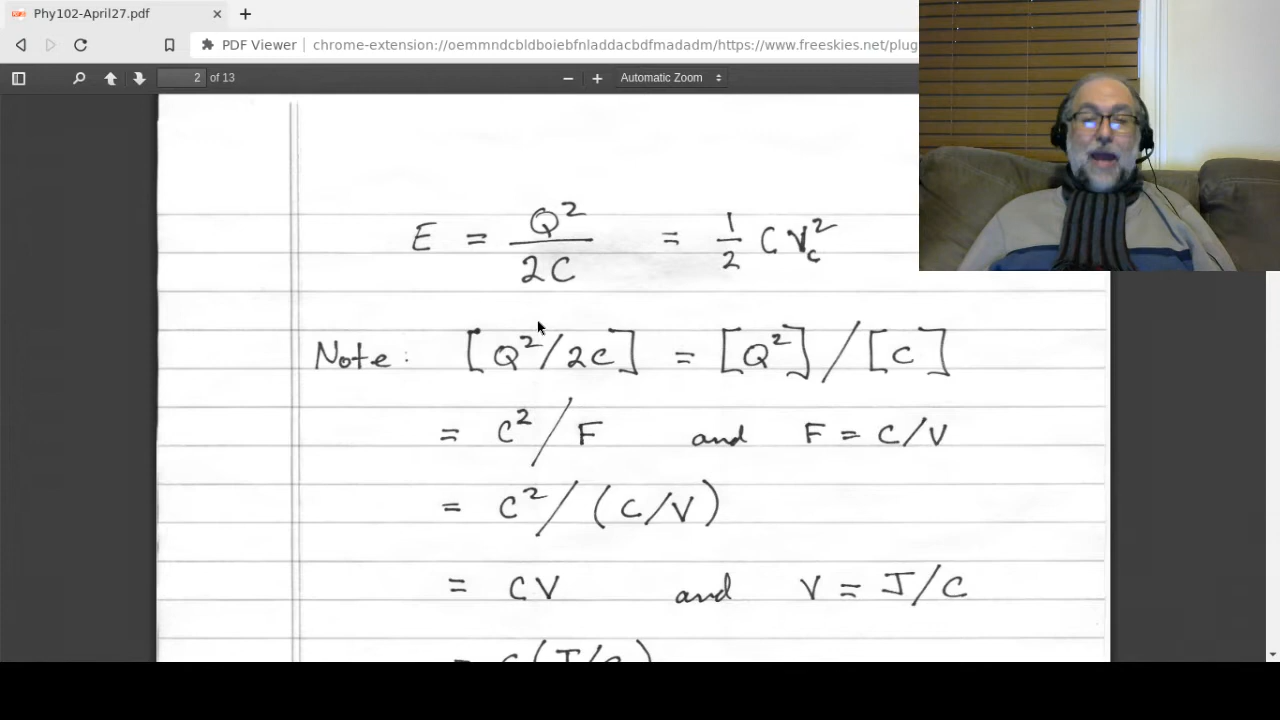 Phy102-April27.pdf × +
PDF Viewer chrome-extension://oemmndcbldboiebfnladdacbdfmadadm/https://www.freeskies.net/plug
2 of 13 − + Automatic Zoom
E = Q² / 2C = 1/2 C V_c²
Note: [Q²/2C] = [Q²]/[C]
= C²/F and F = C/V
= C²/(C/V)
= CV and V = J/C
= C(J/C)